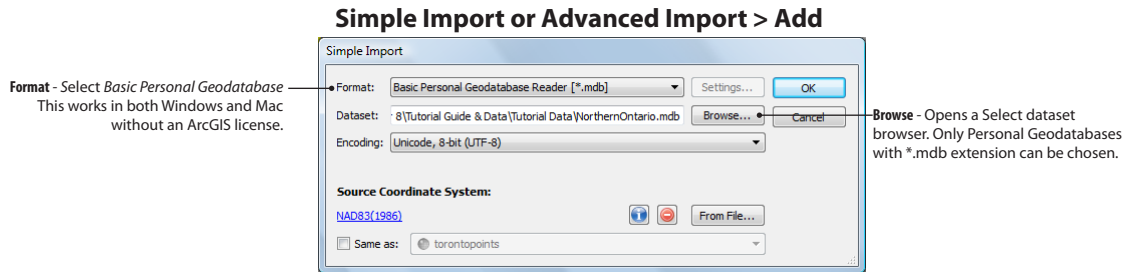 Simple Import or Advanced Import > Add
Simple Import
Format - Select Basic Personal Geodatabase
This works in both Windows and Mac
without an ArcGIS license.
Format: Basic Personal Geodatabase Reader [*.mdb] Settings... OK
Dataset: 8\Tutorial Guide & Data\Tutorial Data\NorthernOntario.mdb Browse... Cancel
Encoding: Unicode, 8-bit (UTF-8)
Browse - Opens a Select dataset
browser. Only Personal Geodatabases
with *.mdb extension can be chosen.
Source Coordinate System:
NAD83(1986) From File...
Same as: torontopoints